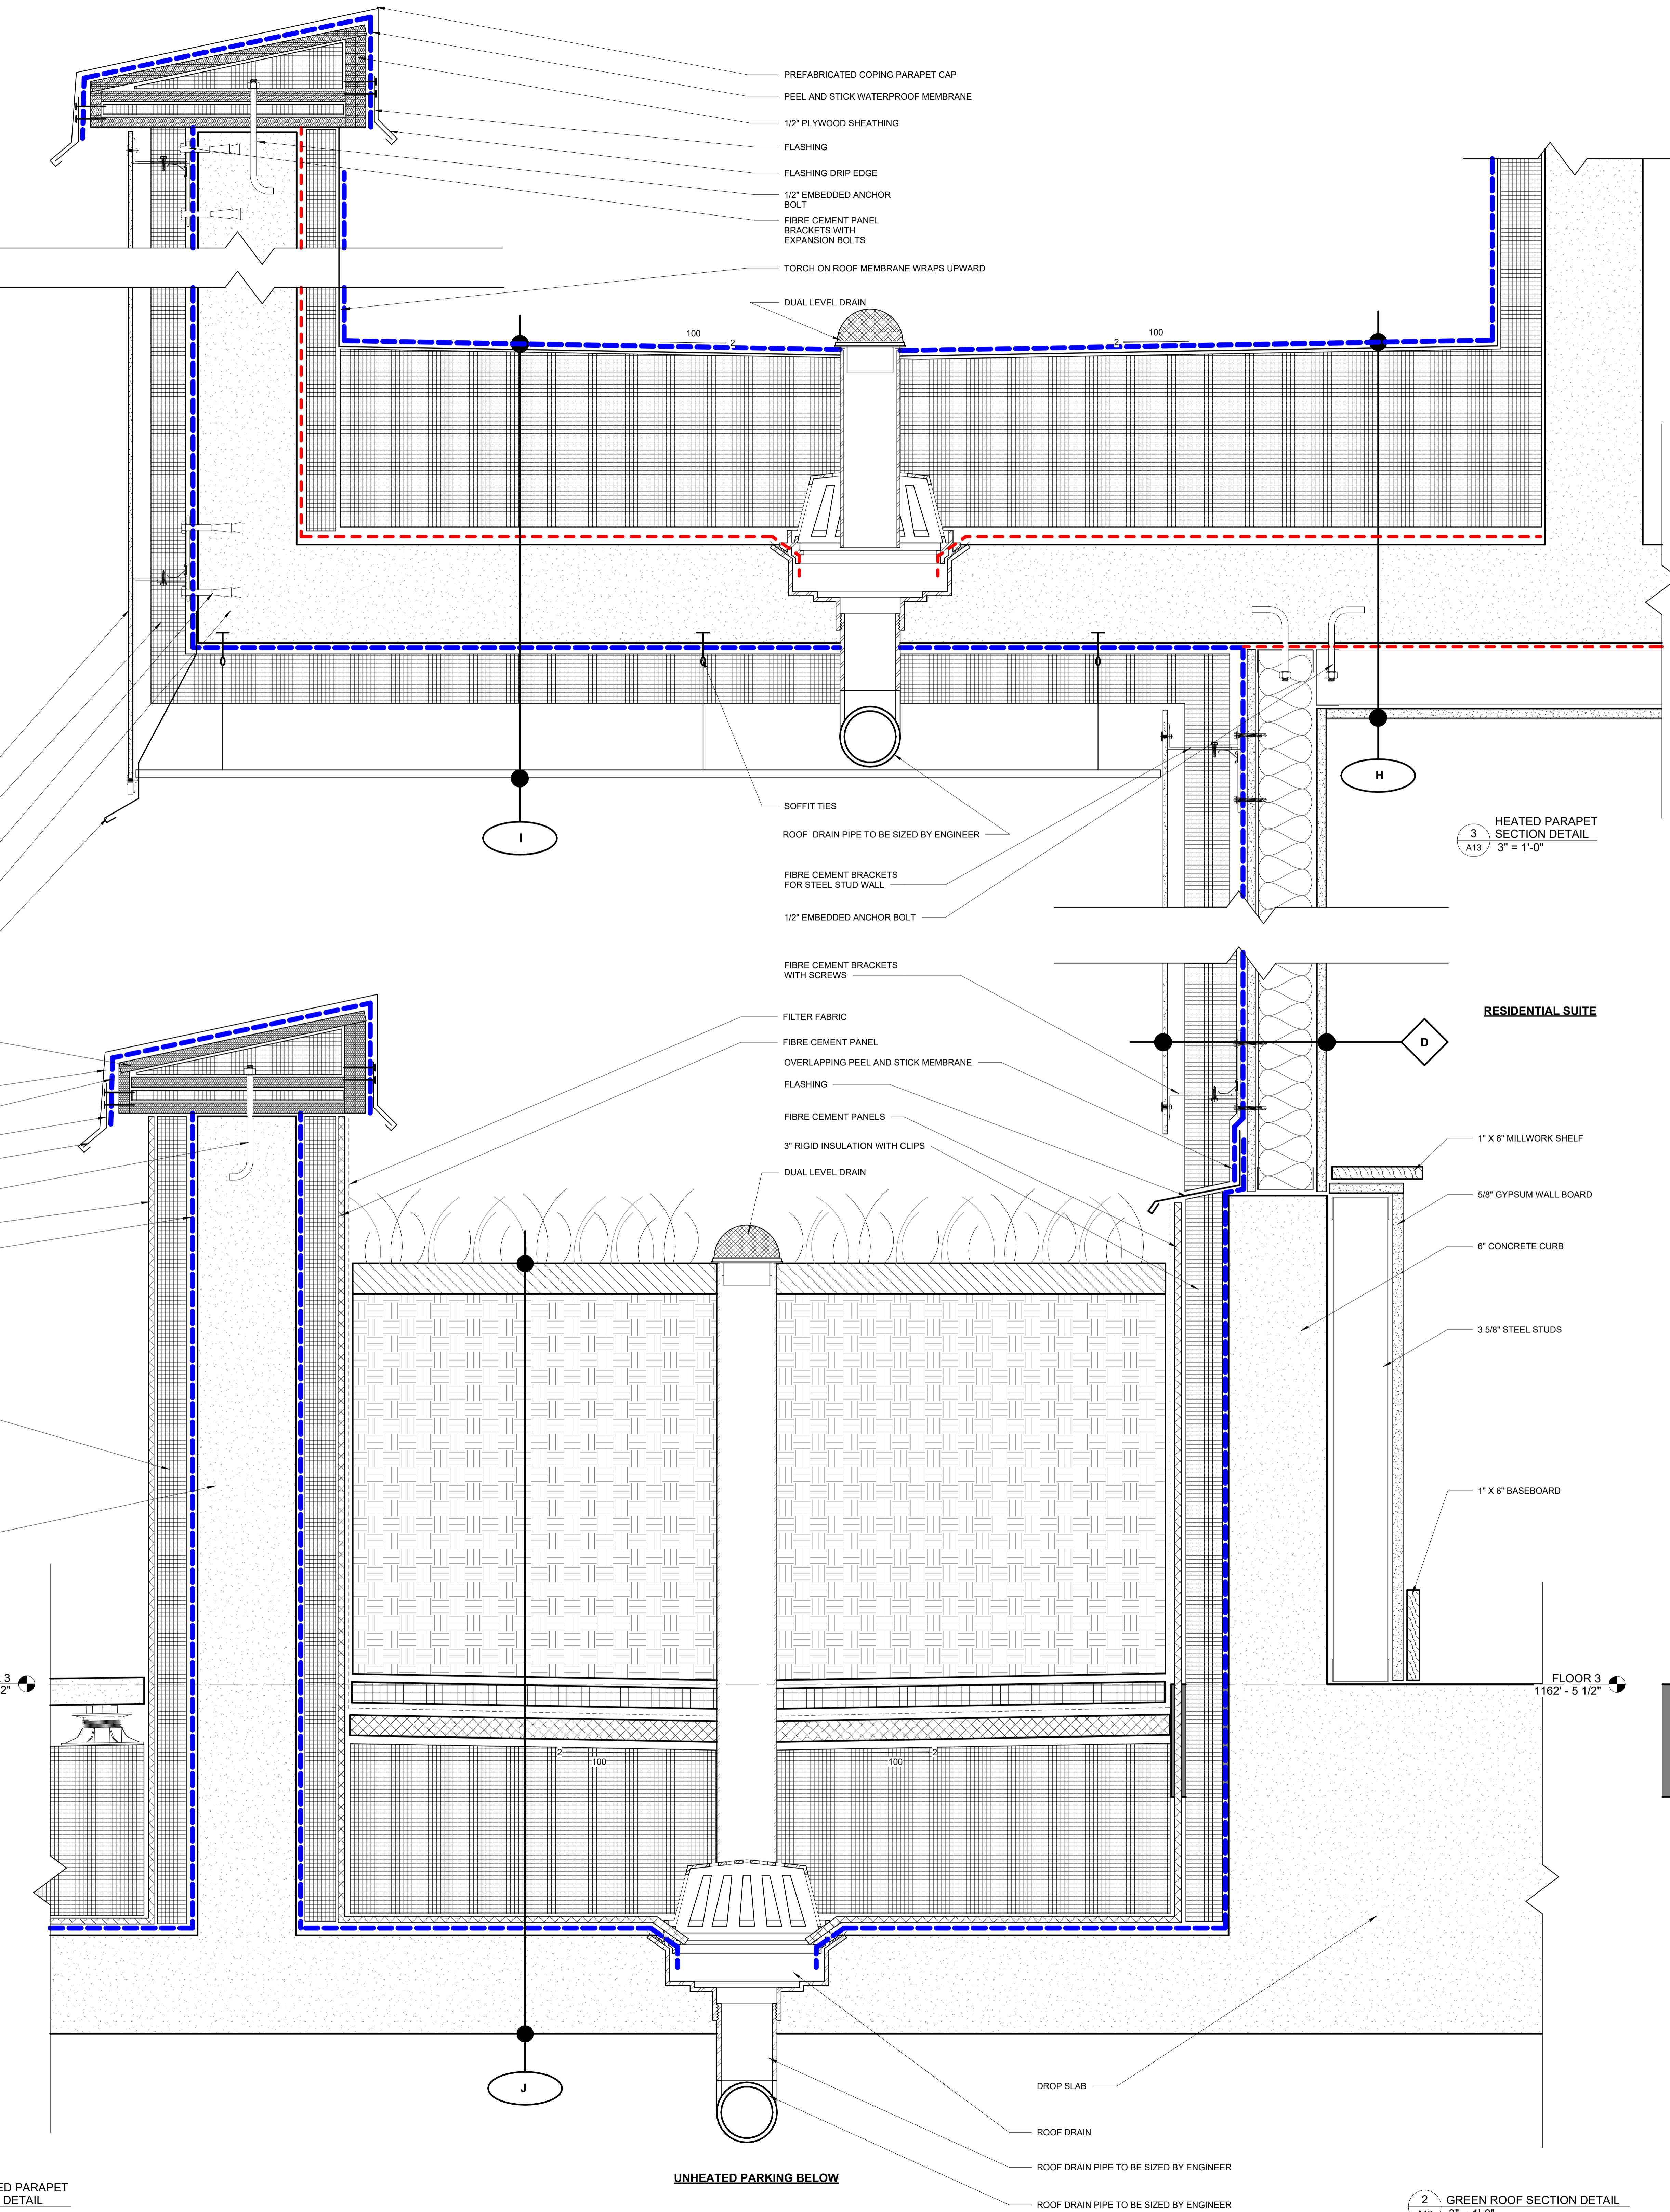 PREFABRICATED COPING PARAPET CAP
PEEL AND STICK WATERPROOF MEMBRANE
1/2" PLYWOOD SHEATHING
FLASHING
FLASHING DRIP EDGE
1/2" EMBEDDED ANCHOR
BOLT
FIBRE CEMENT PANEL
BRACKETS WITH
EXPANSION BOLTS
TORCH ON ROOF MEMBRANE WRAPS UPWARD
DUAL LEVEL DRAIN
100
2
100
2
SOFFIT TIES
ROOF DRAIN PIPE TO BE SIZED BY ENGINEER
I
H
3
A13
HEATED PARAPET
SECTION DETAIL
3" = 1'-0"
FIBRE CEMENT BRACKETS
FOR STEEL STUD WALL
1/2" EMBEDDED ANCHOR BOLT
FIBRE CEMENT BRACKETS
WITH SCREWS
RESIDENTIAL SUITE
FILTER FABRIC
FIBRE CEMENT PANEL
D
OVERLAPPING PEEL AND STICK MEMBRANE
FLASHING
FIBRE CEMENT PANELS
3" RIGID INSULATION WITH CLIPS
DUAL LEVEL DRAIN
1" X 6" MILLWORK SHELF
5/8" GYPSUM WALL BOARD
6" CONCRETE CURB
3 5/8" STEEL STUDS
1" X 6" BASEBOARD
3
2"
FLOOR 3
1162' - 5 1/2"
2
100
2
100
J
DROP SLAB
ROOF DRAIN
ROOF DRAIN PIPE TO BE SIZED BY ENGINEER
UNHEATED PARKING BELOW
ROOF DRAIN PIPE TO BE SIZED BY ENGINEER
ED PARAPET
DETAIL
2
GREEN ROOF SECTION DETAIL